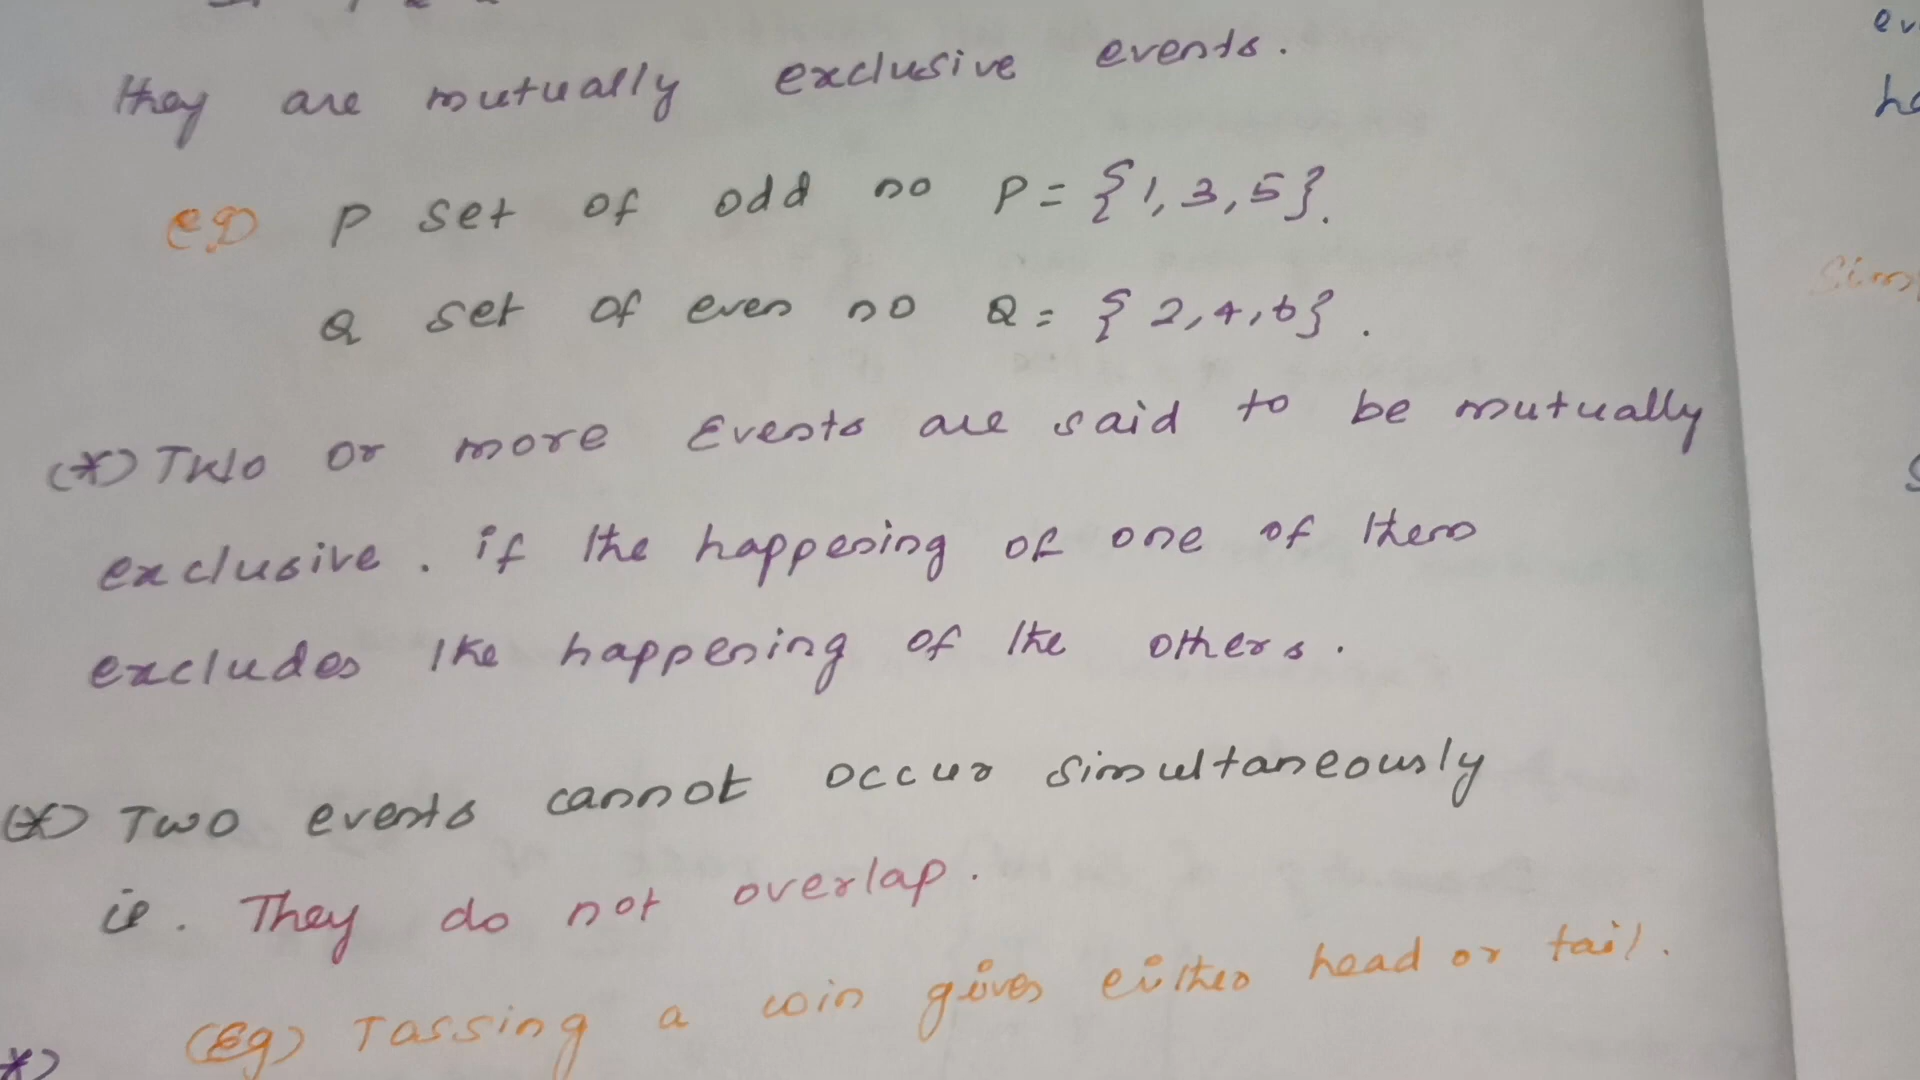 they are mutually exclusive events.
eg) P set of odd no P = {1, 3, 5}.
Q set of even no Q = {2, 4, 6}.
(*) Two or more Events are said to be mutually
exclusive. if the happening of one of them
excludes the happening of the others.
(*) Two events cannot occur simultaneously
ie. They do not overlap.
(Eg) Tassing a coin gives either head or tail.
*)